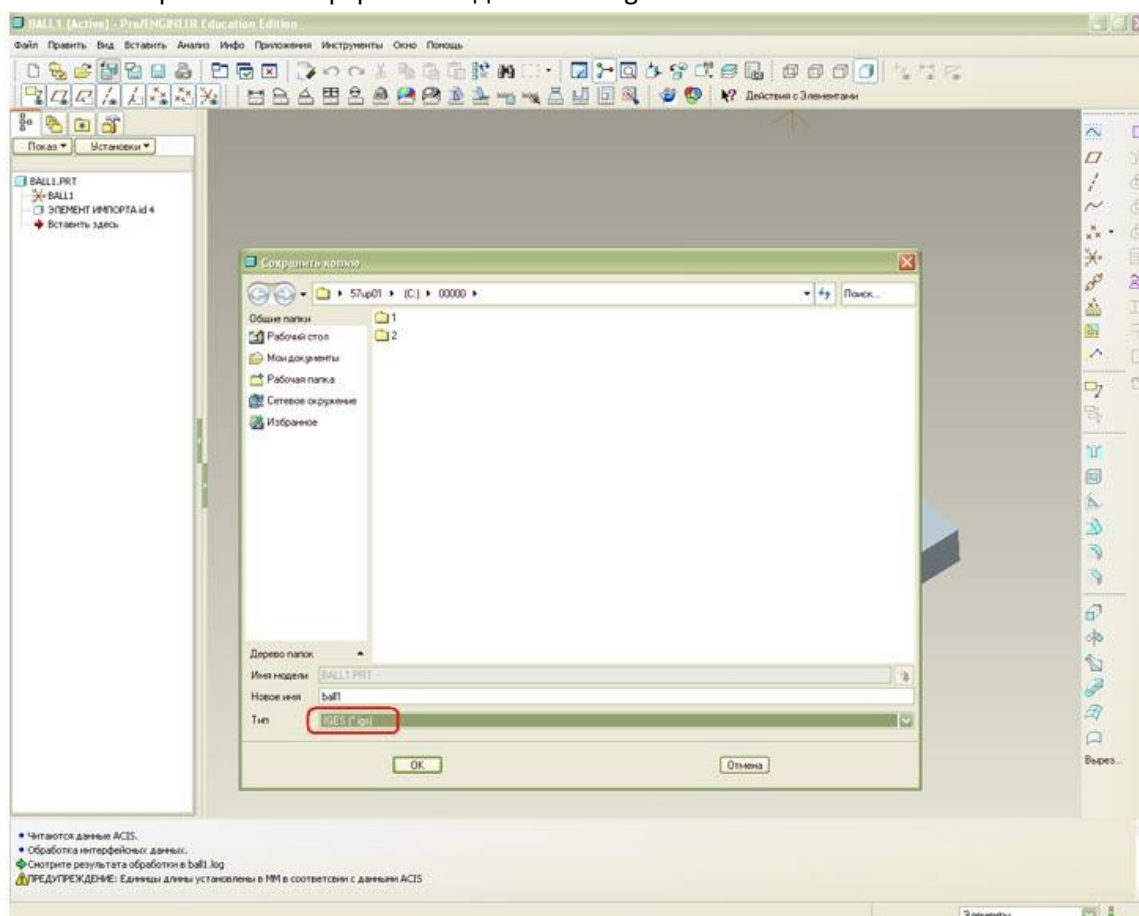 BALL1 (Active) - Pro/ENGINEER Education Edition
Файл Править Вид Вставить Анализ Инфо Приложения Инструменты Окно Помощь
Действия с Элементами
Показ Установки
BALL1.PRT
BALL1
ЭЛЕМЕНТ ИМПОРТА id 4
Вставить здесь
Сохранить копию
57up01 (C:) 00000 Поиск...
Общие папки
Рабочий стол
Мои документы
Рабочая папка
Сетевое окружение
Избранное
1
2
Дерево папок
Имя модели BALL1.PRT
Новое имя ball1
Тип IGES (*.igs)
OK Отмена
Вырез...
Читаются данные ACIS.
Обработка интерфейсных данных.
Смотрите результата обработки в ball1.log
ПРЕДУПРЕЖДЕНИЕ: Единицы длины установлены в ММ в соответсвии с данными ACIS